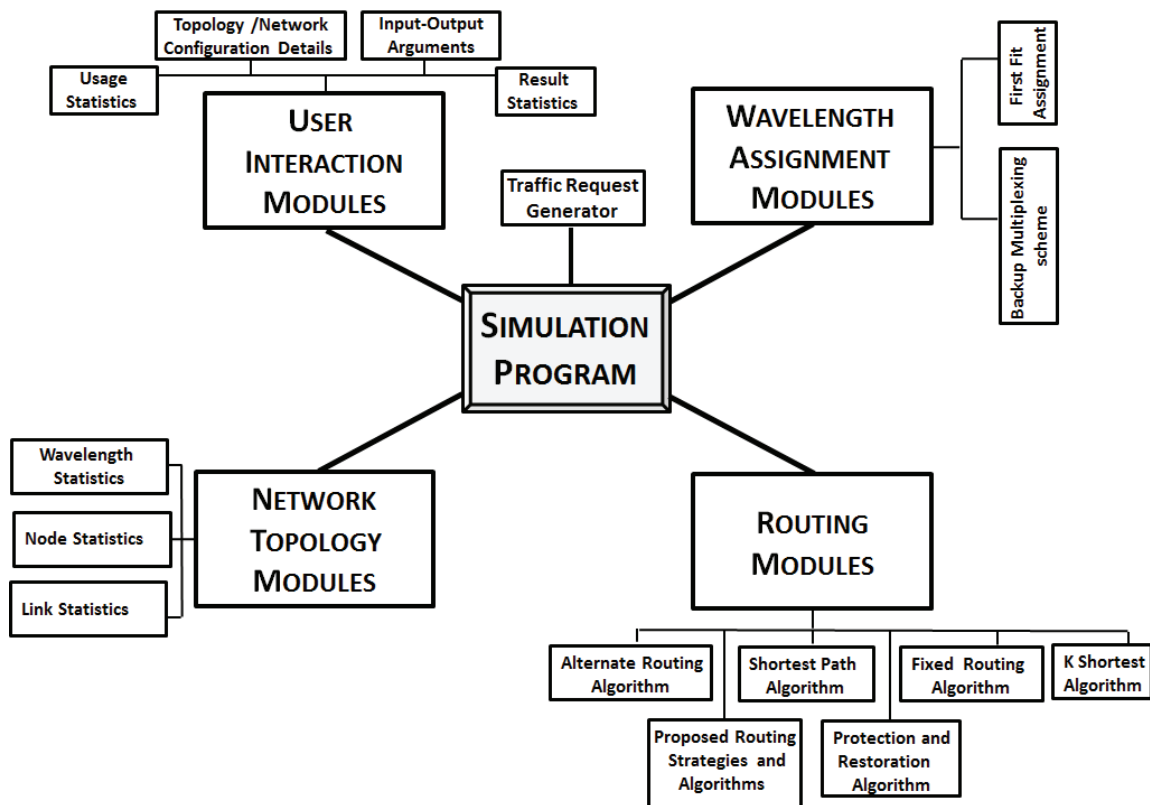 Topology /Network
Configuration Details
Input-Output
Arguments
Usage
Statistics
Result
Statistics
USER
INTERACTION
MODULES
WAVELENGTH
ASSIGNMENT
MODULES
First Fit
Assignment
Backup Multiplexing
scheme
Traffic Request
Generator
SIMULATION
PROGRAM
Wavelength
Statistics
Node Statistics
Link Statistics
NETWORK
TOPOLOGY
MODULES
ROUTING
MODULES
Alternate Routing
Algorithm
Shortest Path
Algorithm
Fixed Routing
Algorithm
K Shortest
Algorithm
Proposed Routing
Strategies and
Algorithms
Protection and
Restoration
Algorithm